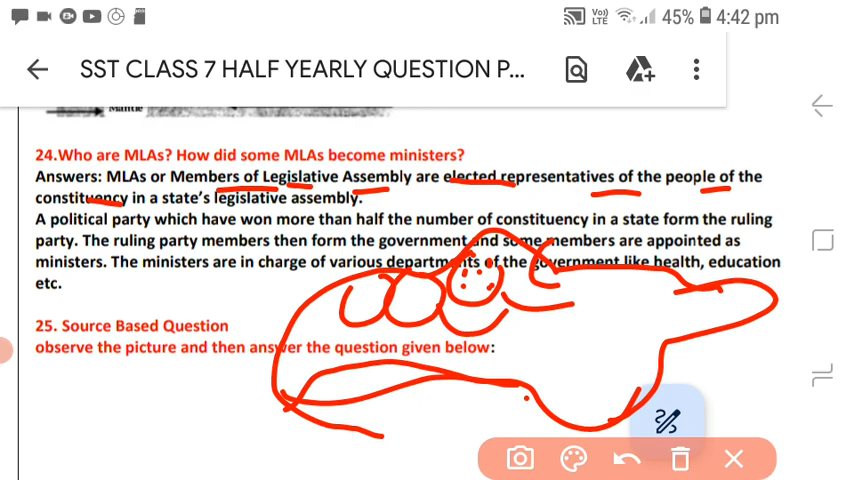 Vo))
LTE
45%
4:42 pm
SST CLASS 7 HALF YEARLY QUESTION P...
Mantle
24.Who are MLAs? How did some MLAs become ministers?
Answers: MLAs or Members of Legislative Assembly are elected representatives of the people of the
constituency in a state's legislative assembly.
A political party which have won more than half the number of constituency in a state form the ruling
party. The ruling party members then form the government and some members are appointed as
ministers. The ministers are in charge of various departments of the government like health, education
etc.
25. Source Based Question
observe the picture and then answer the question given below: